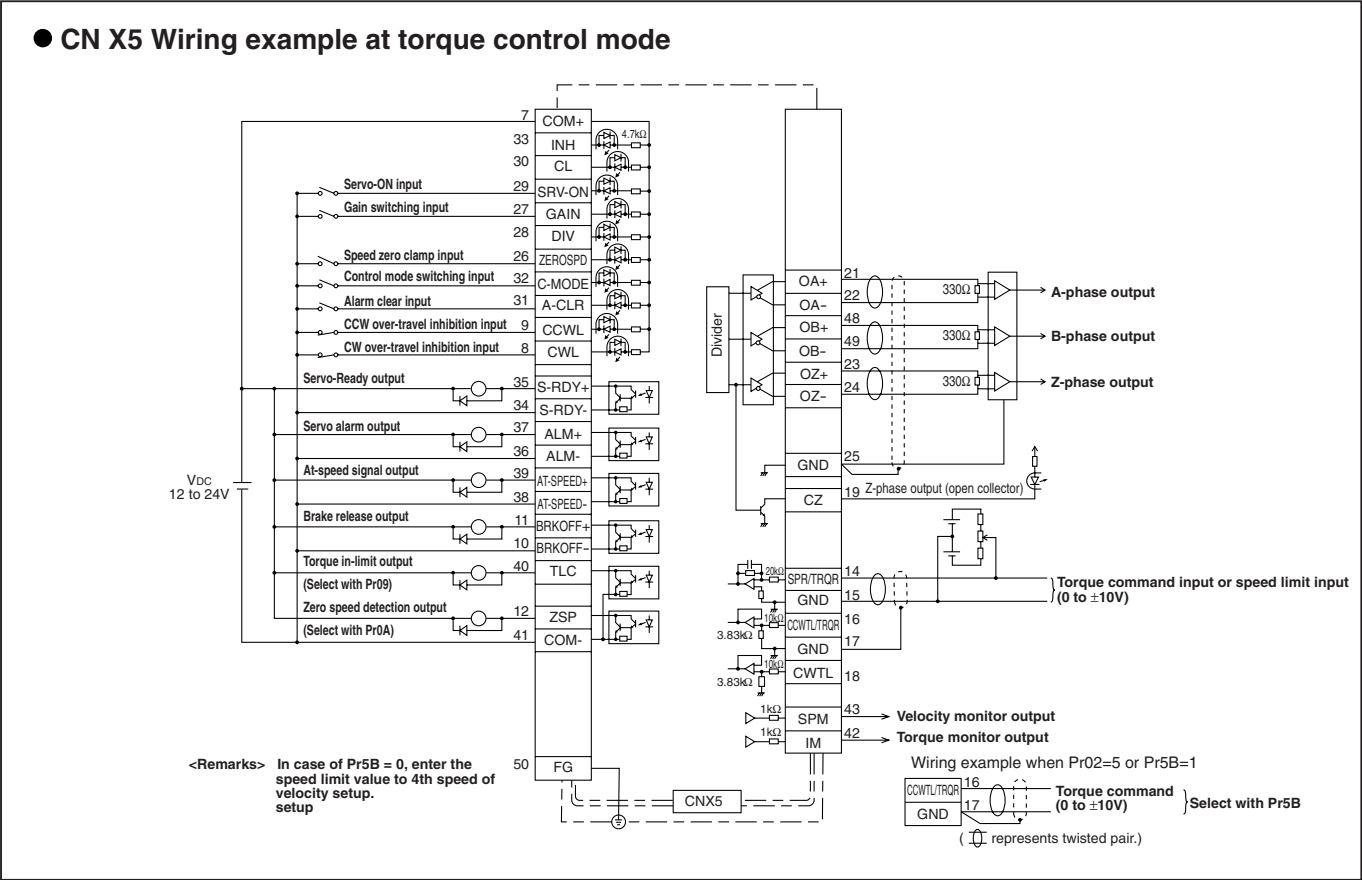 ● CN X5 Wiring example at torque control mode
7 COM+
33 INH 4.7kΩ
30 CL
Servo-ON input 29 SRV-ON
Gain switching input 27 GAIN
28 DIV
Speed zero clamp input 26 ZEROSPD
Control mode switching input 32 C-MODE
Alarm clear input 31 A-CLR
CCW over-travel inhibition input 9 CCWL
CW over-travel inhibition input 8 CWL
Servo-Ready output 35 S-RDY+
34 S-RDY-
Servo alarm output 37 ALM+
36 ALM-
At-speed signal output 39 AT-SPEED+
38 AT-SPEED-
VDC
12 to 24V
Brake release output 11 BRKOFF+
10 BRKOFF-
Torque in-limit output 40 TLC
(Select with Pr09)
Zero speed detection output 12 ZSP
(Select with Pr0A)
41 COM-
<Remarks> In case of Pr5B = 0, enter the
speed limit value to 4th speed of
velocity setup.
setup
50 FG
CNX5
Divider
OA+ 21
330Ω A-phase output
OA– 22
OB+ 48
330Ω B-phase output
OB– 49
OZ+ 23
330Ω Z-phase output
OZ– 24
GND 25
CZ 19 Z-phase output (open collector)
20kΩ SPR/TRQR 14
GND 15
Torque command input or speed limit input
(0 to ±10V)
10kΩ CCWTL/TRQR 16
3.83kΩ
GND 17
10kΩ CWTL 18
3.83kΩ
1kΩ SPM 43 Velocity monitor output
1kΩ IM 42 Torque monitor output
Wiring example when Pr02=5 or Pr5B=1
CCWTL/TRQR 16 Torque command
GND 17 (0 to ±10V) Select with Pr5B
( represents twisted pair.)